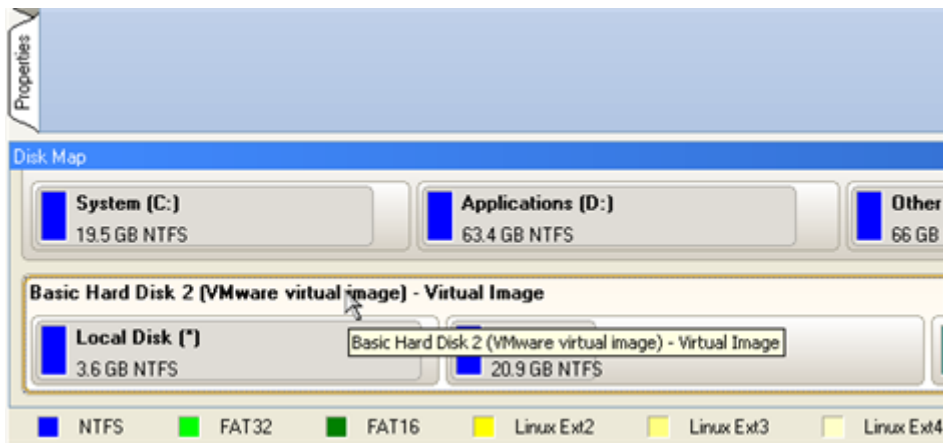 Properties
Disk Map
System (C:)
19.5 GB NTFS
Applications (D:)
63.4 GB NTFS
Other
66 GB
Basic Hard Disk 2 (VMware virtual image) - Virtual Image
Local Disk (*)
3.6 GB NTFS
Basic Hard Disk 2 (VMware virtual image) - Virtual Image
20.9 GB NTFS
NTFS FAT32 FAT16 Linux Ext2 Linux Ext3 Linux Ext4